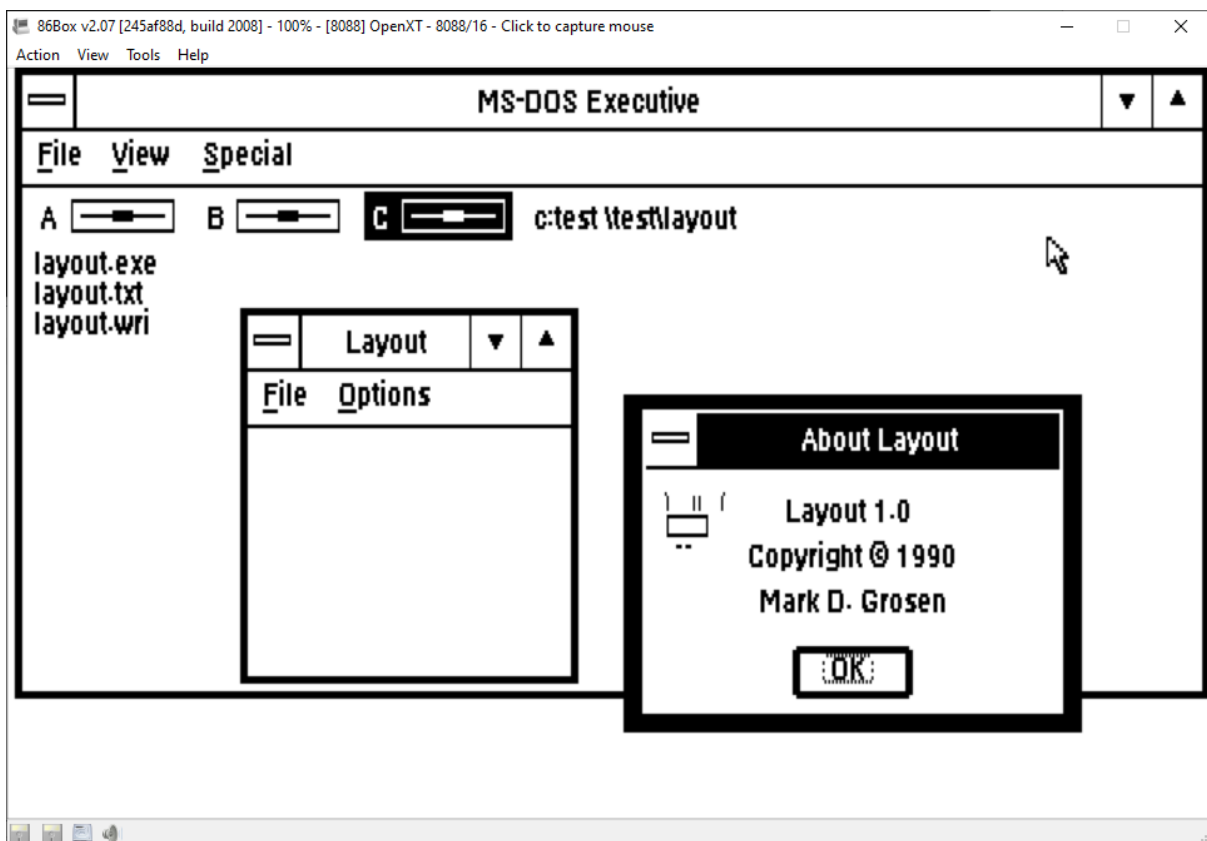 86Box v2.07 [245af88d, build 2008] - 100% - [8088] OpenXT - 8088/16 - Click to capture mouse
Action View Tools Help
MS-DOS Executive
File View Special
A B C c:test \test\layout
layout.exe
layout.txt
layout.wri
Layout
File Options
About Layout
Layout 1.0
Copyright © 1990
Mark D. Grosen
OK